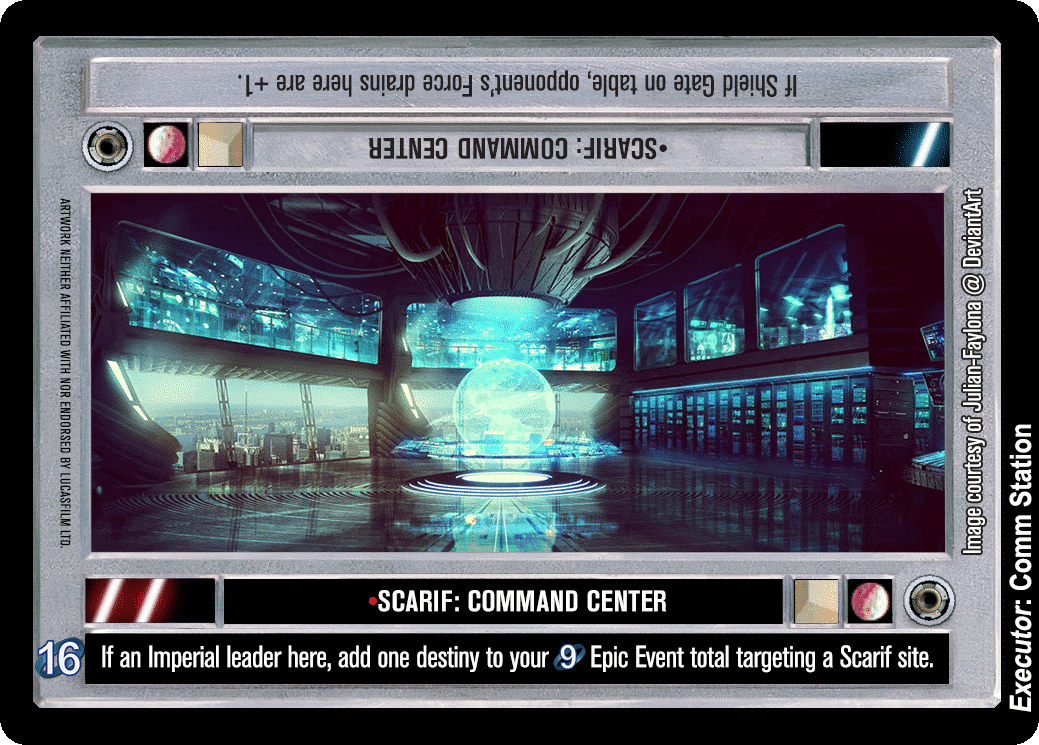 If Shield Gate on table, opponent's Force drains here are +1.
•SCARIF: COMMAND CENTER
ARTWORK NEITHER AFFILIATED WITH NOR ENDORSED BY LUCASFILM LTD.
Image courtesy of Julian-Faylona @ DeviantArt
•SCARIF: COMMAND CENTER
16 If an Imperial leader here, add one destiny to your 9 Epic Event total targeting a Scarif site.
Executor: Comm Station